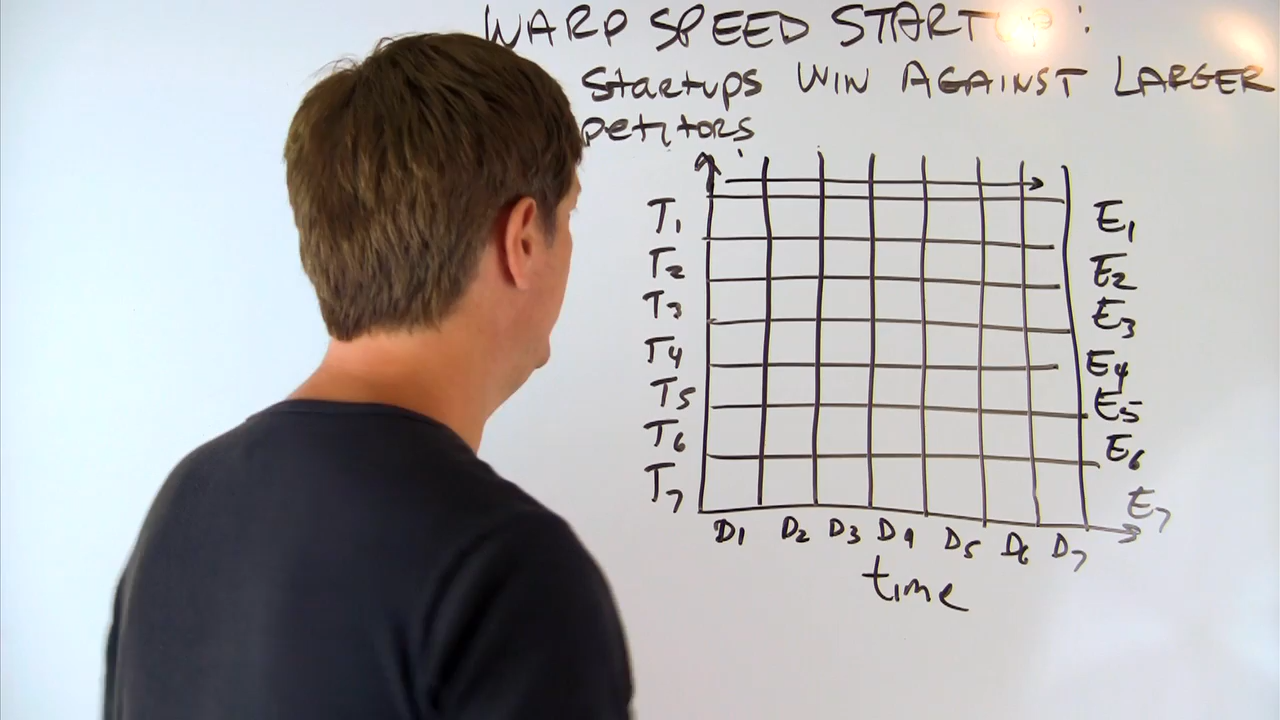 WARP SPEED START :
Startups WIN AGAINST LARGER
petitors
T1 E1
T2 E2
T3 E3
T4 E4
T5 E5
T6 E6
T7 E7
D1 D2 D3 D4 D5 D6 D7
time